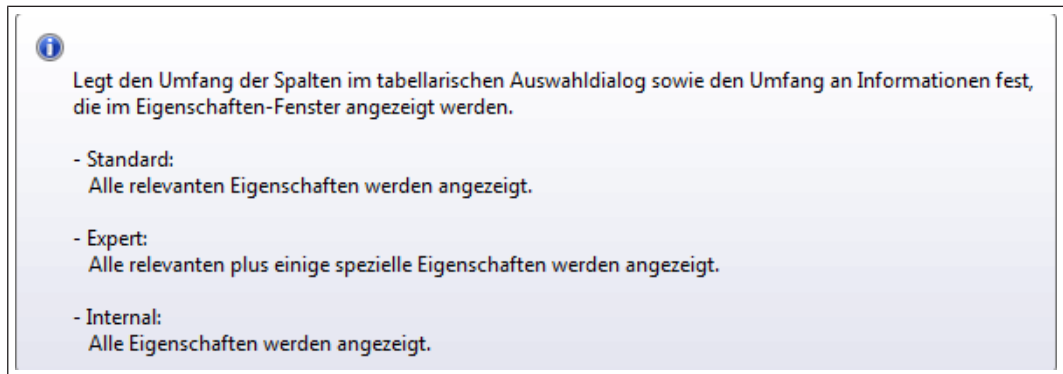 Legt den Umfang der Spalten im tabellarischen Auswahldialog sowie den Umfang an Informationen fest,
die im Eigenschaften-Fenster angezeigt werden.
- Standard:
Alle relevanten Eigenschaften werden angezeigt.
- Expert:
Alle relevanten plus einige spezielle Eigenschaften werden angezeigt.
- Internal:
Alle Eigenschaften werden angezeigt.